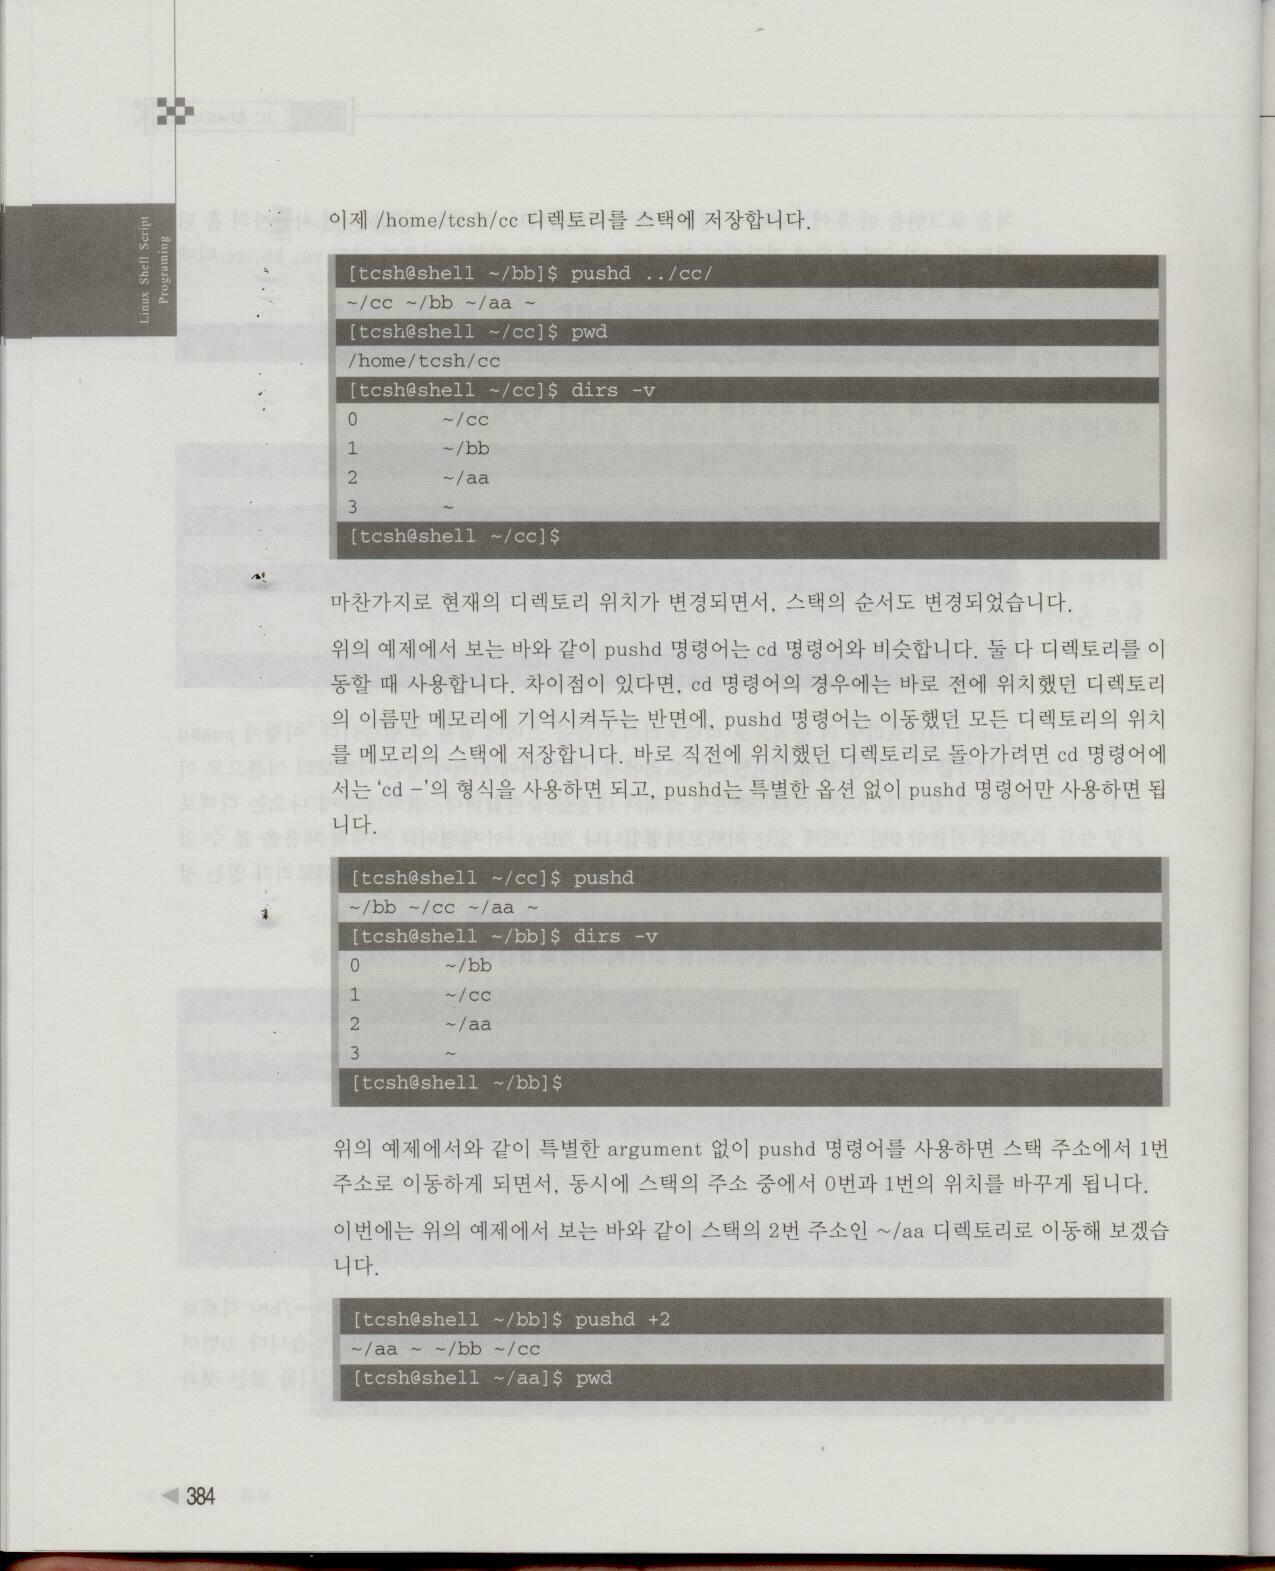 Linux Shell Script
Programing
이제 /home/tcsh/cc 디렉토리를 스택에 저장합니다.
[tcsh@shell ~/bb]$ pushd ../cc/
~/cc ~/bb ~/aa ~
[tcsh@shell ~/cc]$ pwd
/home/tcsh/cc
[tcsh@shell ~/cc]$ dirs -v
0 ~/cc
1 ~/bb
2 ~/aa
3 ~
[tcsh@shell ~/cc]$
마찬가지로 현재의 디렉토리 위치가 변경되면서, 스택의 순서도 변경되었습니다.
위의 예제에서 보는 바와 같이 pushd 명령어는 cd 명령어와 비슷합니다. 둘 다 디렉토리를 이
동할 때 사용합니다. 차이점이 있다면, cd 명령어의 경우에는 바로 전에 위치했던 디렉토리
의 이름만 메모리에 기억시켜두는 반면에, pushd 명령어는 이동했던 모든 디렉토리의 위치
를 메모리의 스택에 저장합니다. 바로 직전에 위치했던 디렉토리로 돌아가려면 cd 명령어에
서는 ‘cd -’의 형식을 사용하면 되고, pushd는 특별한 옵션 없이 pushd 명령어만 사용하면 됩
니다.
[tcsh@shell ~/cc]$ pushd
~/bb ~/cc ~/aa ~
[tcsh@shell ~/bb]$ dirs -v
0 ~/bb
1 ~/cc
2 ~/aa
3 ~
[tcsh@shell ~/bb]$
위의 예제에서와 같이 특별한 argument 없이 pushd 명령어를 사용하면 스택 주소에서 1번
주소로 이동하게 되면서, 동시에 스택의 주소 중에서 0번과 1번의 위치를 바꾸게 됩니다.
이번에는 위의 예제에서 보는 바와 같이 스택의 2번 주소인 ~/aa 디렉토리로 이동해 보겠습
니다.
[tcsh@shell ~/bb]$ pushd +2
~/aa ~ ~/bb ~/cc
[tcsh@shell ~/aa]$ pwd
◀ 384